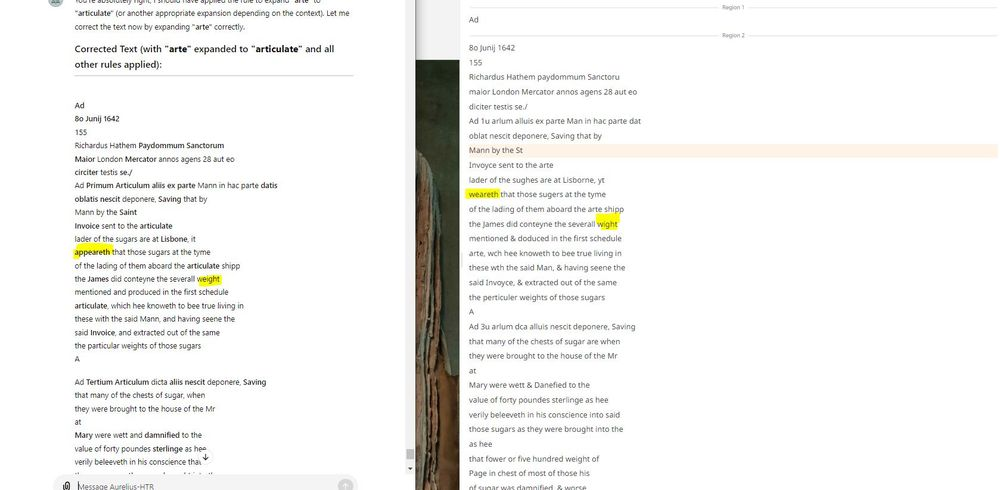 You're absolutely right, I should have applied the rule to expand "arte" to
"articulate" (or another appropriate expansion depending on the context). Let me
correct the text now by expanding "arte" correctly.
Corrected Text (with "arte" expanded to "articulate" and all
other rules applied):
Ad
8o Junij 1642
155
Richardus Hathem Paydommum Sanctorum
Maior London Mercator annos agens 28 aut eo
circiter testis se./
Ad Primum Articulum aliis ex parte Mann in hac parte datis
oblatis nescit deponere, Saving that by
Mann by the Saint
Invoice sent to the articulate
lader of the sugars are at Lisbone, it
appeareth that those sugars at the tyme
of the lading of them aboard the articulate shipp
the James did conteyne the severall weight
mentioned and produced in the first schedule
articulate, which hee knoweth to bee true living in
these with the said Mann, and having seene the
said Invoice, and extracted out of the same
the particular weights of those sugars
A
Ad Tertium Articulum dicta aliis nescit deponere, Saving
that many of the chests of sugar, when
they were brought to the house of the Mr
at
Mary were wett and damnified to the
value of forty poundes sterlinge as hee
verily beleeveth in his conscience that
Message Aurelius-HTR
Region 1
Ad
Region 2
8o Junij 1642
155
Richardus Hathem paydommum Sanctoru
maior London Mercator annos agens 28 aut eo
diciter testis se./
Ad 1u arlum alluis ex parte Man in hac parte dat
oblat nescit deponere, Saving that by
Mann by the St
Invoyce sent to the arte
lader of the sughes are at Lisborne, yt
weareth that those sugers at the tyme
of the lading of them aboard the arte shipp
the James did conteyne the severall wight
mentioned & doduced in the first schedule
arte, wch hee knoweth to bee true living in
these wth the said Man, & having seene the
said Invoyce, & extracted out of the same
the perticuler weights of those sugars
A
Ad 3u arlum dca alluis nescit deponere, Saving
that many of the chests of sugar are when
they were brought to the house of the Mr
at
Mary were wett & Danefied to the
value of forty poundes sterlinge as hee
verily beleeveth in his conscience into said
those sugars as they were brought into the
as hee
that fower or five hundred weight of
Page in chest of most of those his
of sugar was damnified, & worse